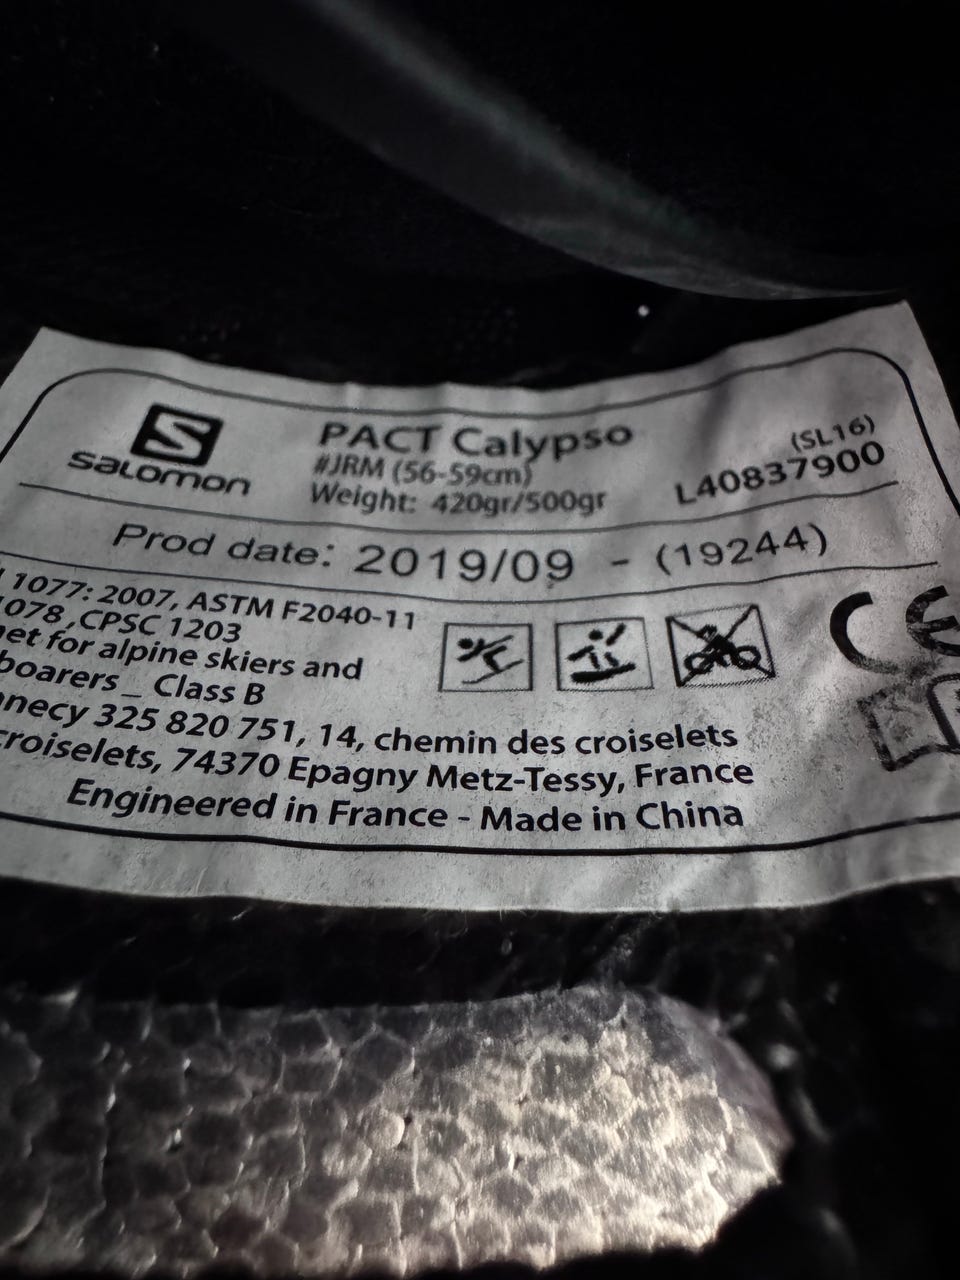 salomon
PACT Calypso
#JRM (56-59cm)
Weight: 420gr/500gr
(SL16)
L40837900
Prod date: 2019/09 - (19244)
1077: 2007, ASTM F2040-11
1078 ,CPSC 1203
for alpine skiers and
_ Class B
325 820 751, 14, chemin des croiselets
croiselets, 74370 Epagny Metz-Tessy, France
Engineered in France - Made in China
CE